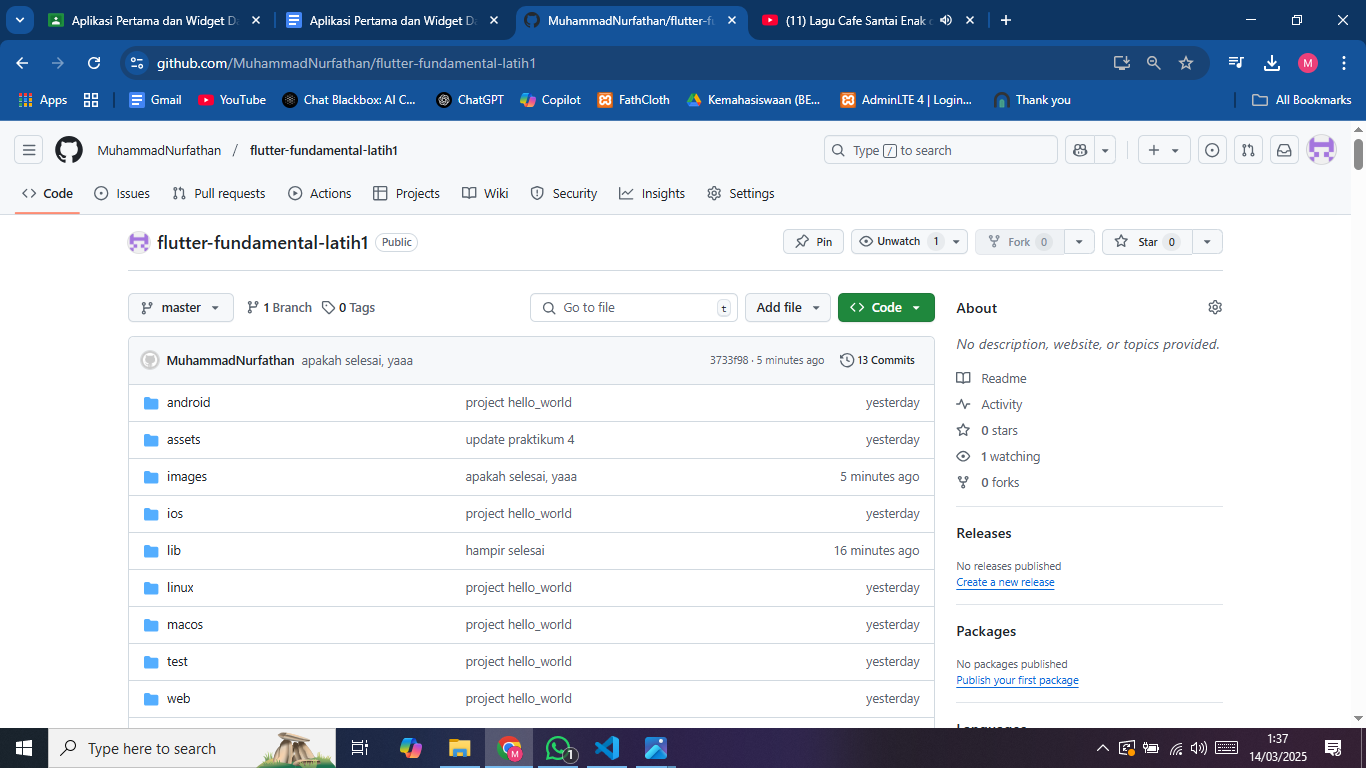 Aplikasi Pertama dan Widget Da
Aplikasi Pertama dan Widget Da
MuhammadNurfathan/flutter-fu
(11) Lagu Cafe Santai Enak d
github.com/MuhammadNurfathan/flutter-fundamental-latih1
M
Apps
Gmail
YouTube
Chat Blackbox: AI C...
ChatGPT
Copilot
FathCloth
Kemahasiswaan (BE...
AdminLTE 4 | Login...
Thank you
All Bookmarks
MuhammadNurfathan / flutter-fundamental-latih1
Type / to search
Code
Issues
Pull requests
Actions
Projects
Wiki
Security
Insights
Settings
flutter-fundamental-latih1 Public
Pin
Unwatch 1
Fork 0
Star 0
master
1 Branch
0 Tags
Go to file t
Add file
Code
MuhammadNurfathan apakah selesai, yaaa 3733f98 · 5 minutes ago 13 Commits
android project hello_world yesterday
assets update praktikum 4 yesterday
images apakah selesai, yaaa 5 minutes ago
ios project hello_world yesterday
lib hampir selesai 16 minutes ago
linux project hello_world yesterday
macos project hello_world yesterday
test project hello_world yesterday
web project hello_world yesterday
About
No description, website, or topics provided.
Readme
Activity
0 stars
1 watching
0 forks
Releases
No releases published
Create a new release
Packages
No packages published
Publish your first package
Languages
Type here to search
M
1
1:37
14/03/2025